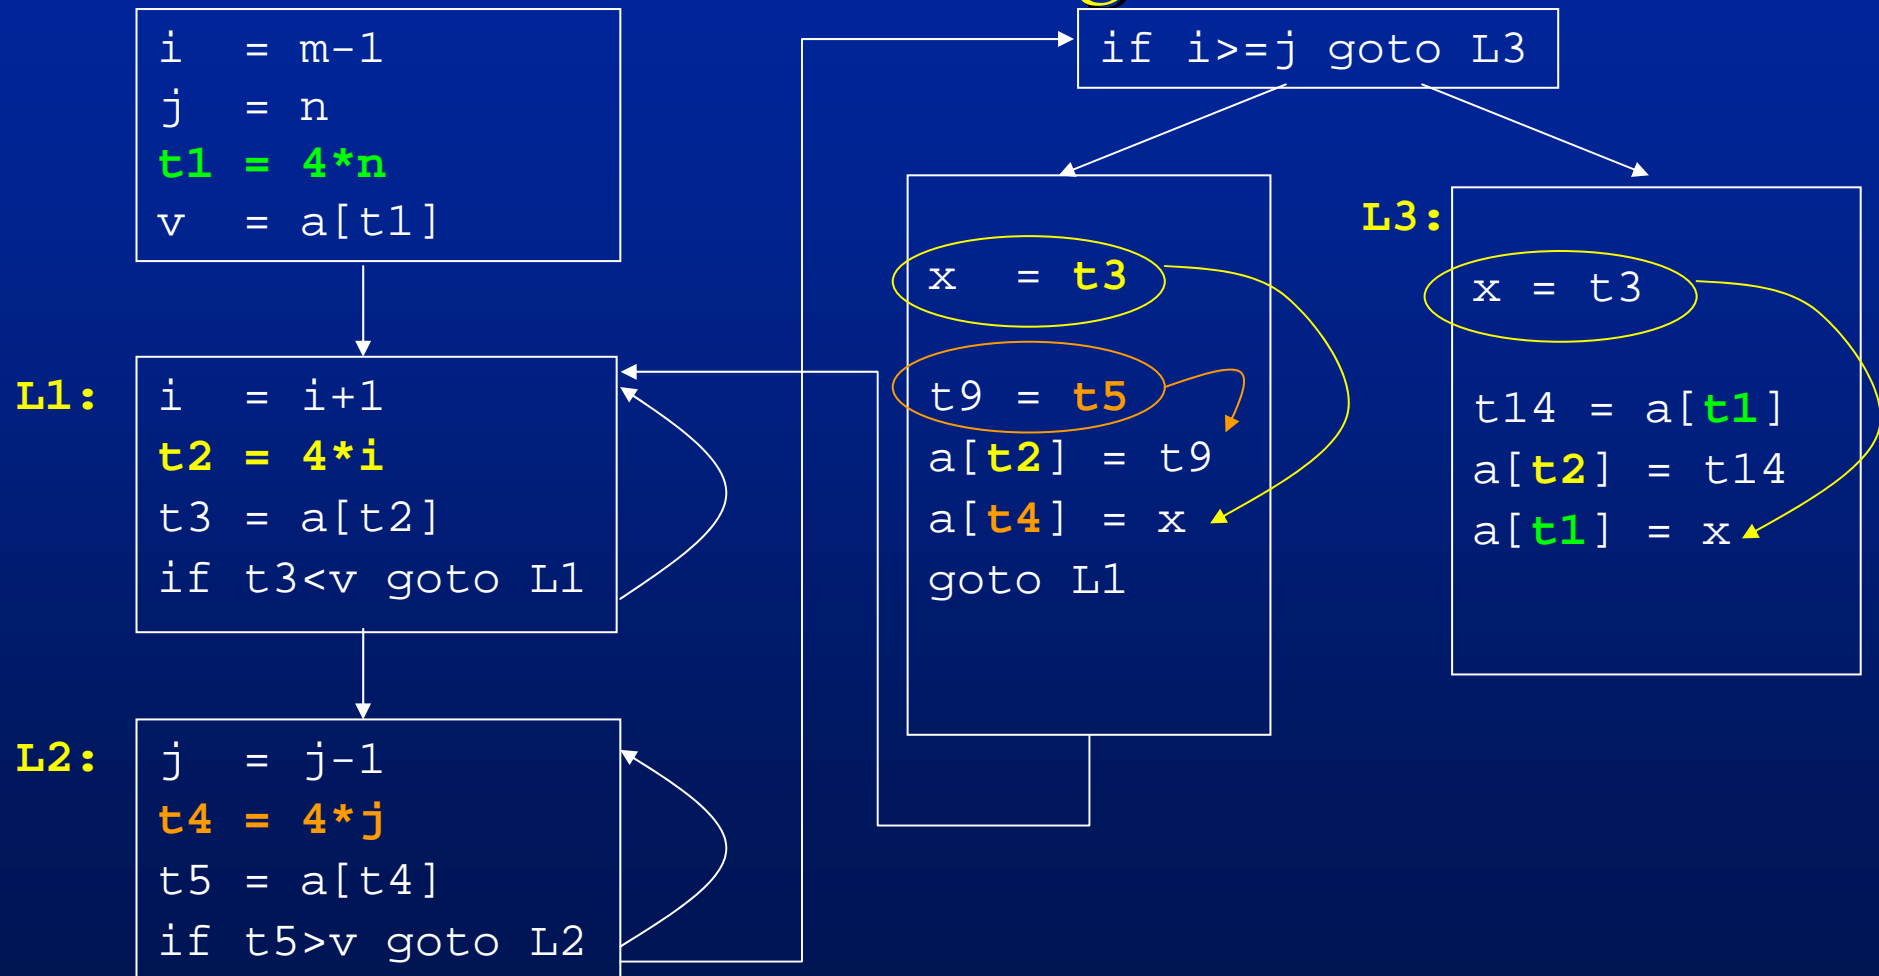 i = m-1
j = n
t1 = 4*n
v = a[t1]
L1:
i = i+1
t2 = 4*i
t3 = a[t2]
if t3<v goto L1
L2:
j = j-1
t4 = 4*j
t5 = a[t4]
if t5>v goto L2
if i>=j goto L3
x = t3
t9 = t5
a[t2] = t9
a[t4] = x
goto L1
L3:
x = t3
t14 = a[t1]
a[t2] = t14
a[t1] = x